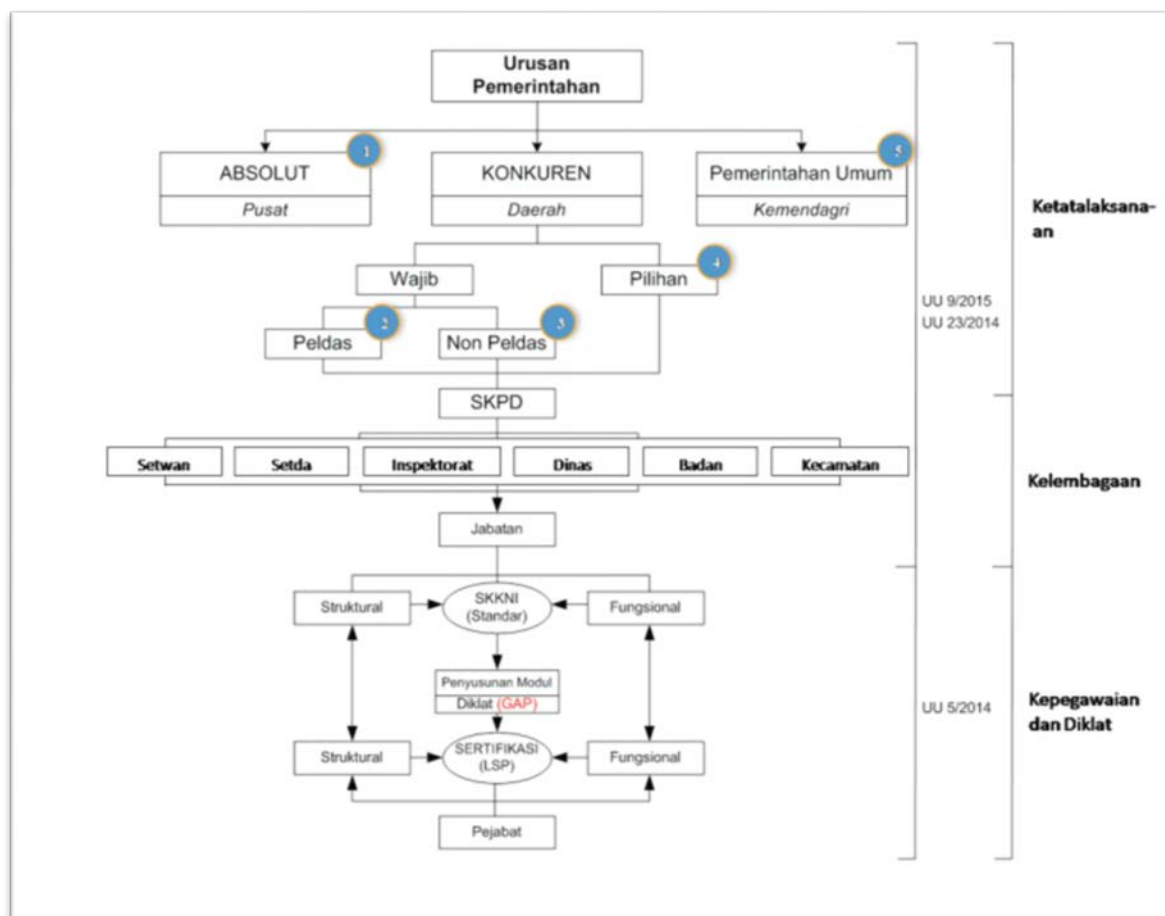 Urusan
Pemerintahan
1
5
ABSOLUT
KONKUREN
Pemerintahan Umum
Pusat
Daerah
Kemendagri
Ketatalaksana-
an
4
Wajib
Pilihan
UU 9/2015
UU 23/2014
2
3
Peldas
Non Peldas
SKPD
Setwan
Setda
Inspektorat
Dinas
Badan
Kecamatan
Kelembagaan
Jabatan
Struktural
SKKNI
(Standar)
Fungsional
Penyusunan Modul
Diklat (GAP)
UU 5/2014
Kepegawaian
dan Diklat
Struktural
SERTIFIKASI
(LSP)
Fungsional
Pejabat